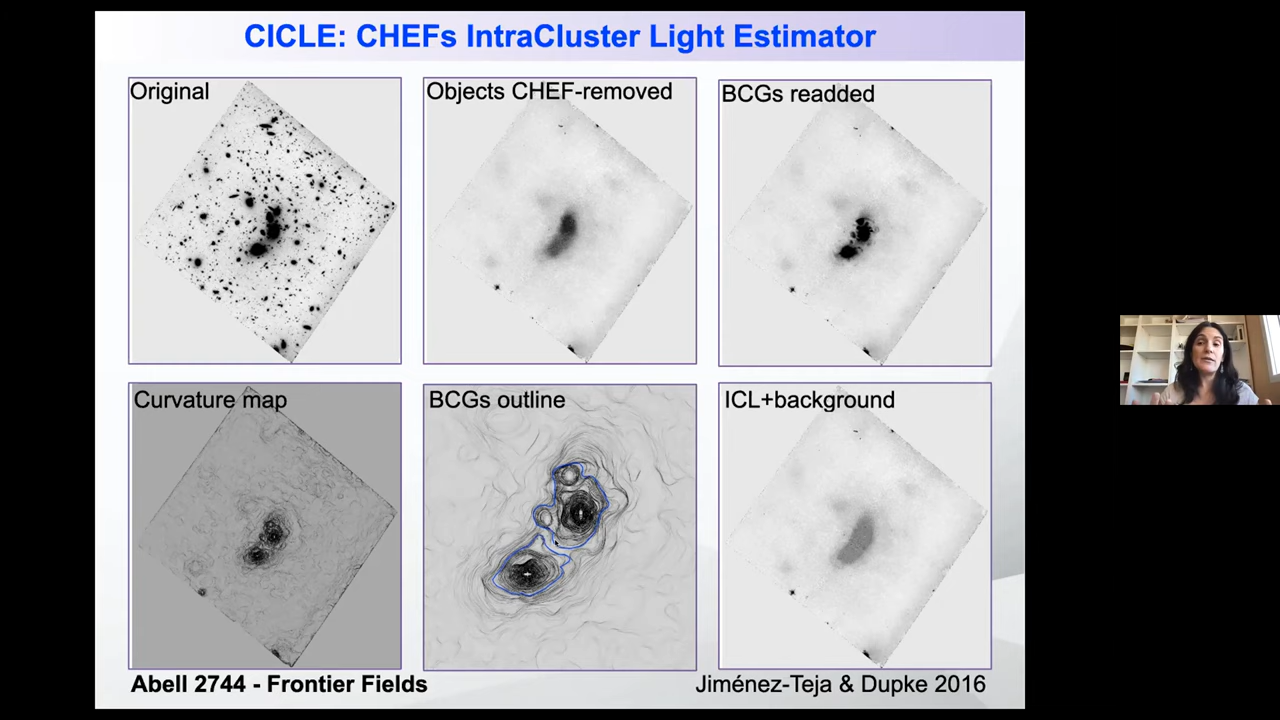 CICLE: CHEFs IntraCluster Light Estimator
Original
Objects CHEF-removed
BCGs readded
Curvature map
BCGs outline
ICL+background
Abell 2744 - Frontier Fields
Jiménez-Teja & Dupke 2016